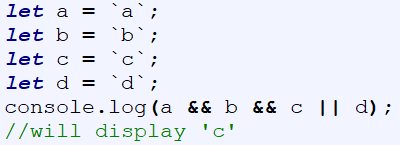 let a = `a`;
let b = `b`;
let c = `c`;
let d = `d`;
console.log(a && b && c || d);
//will display 'c'